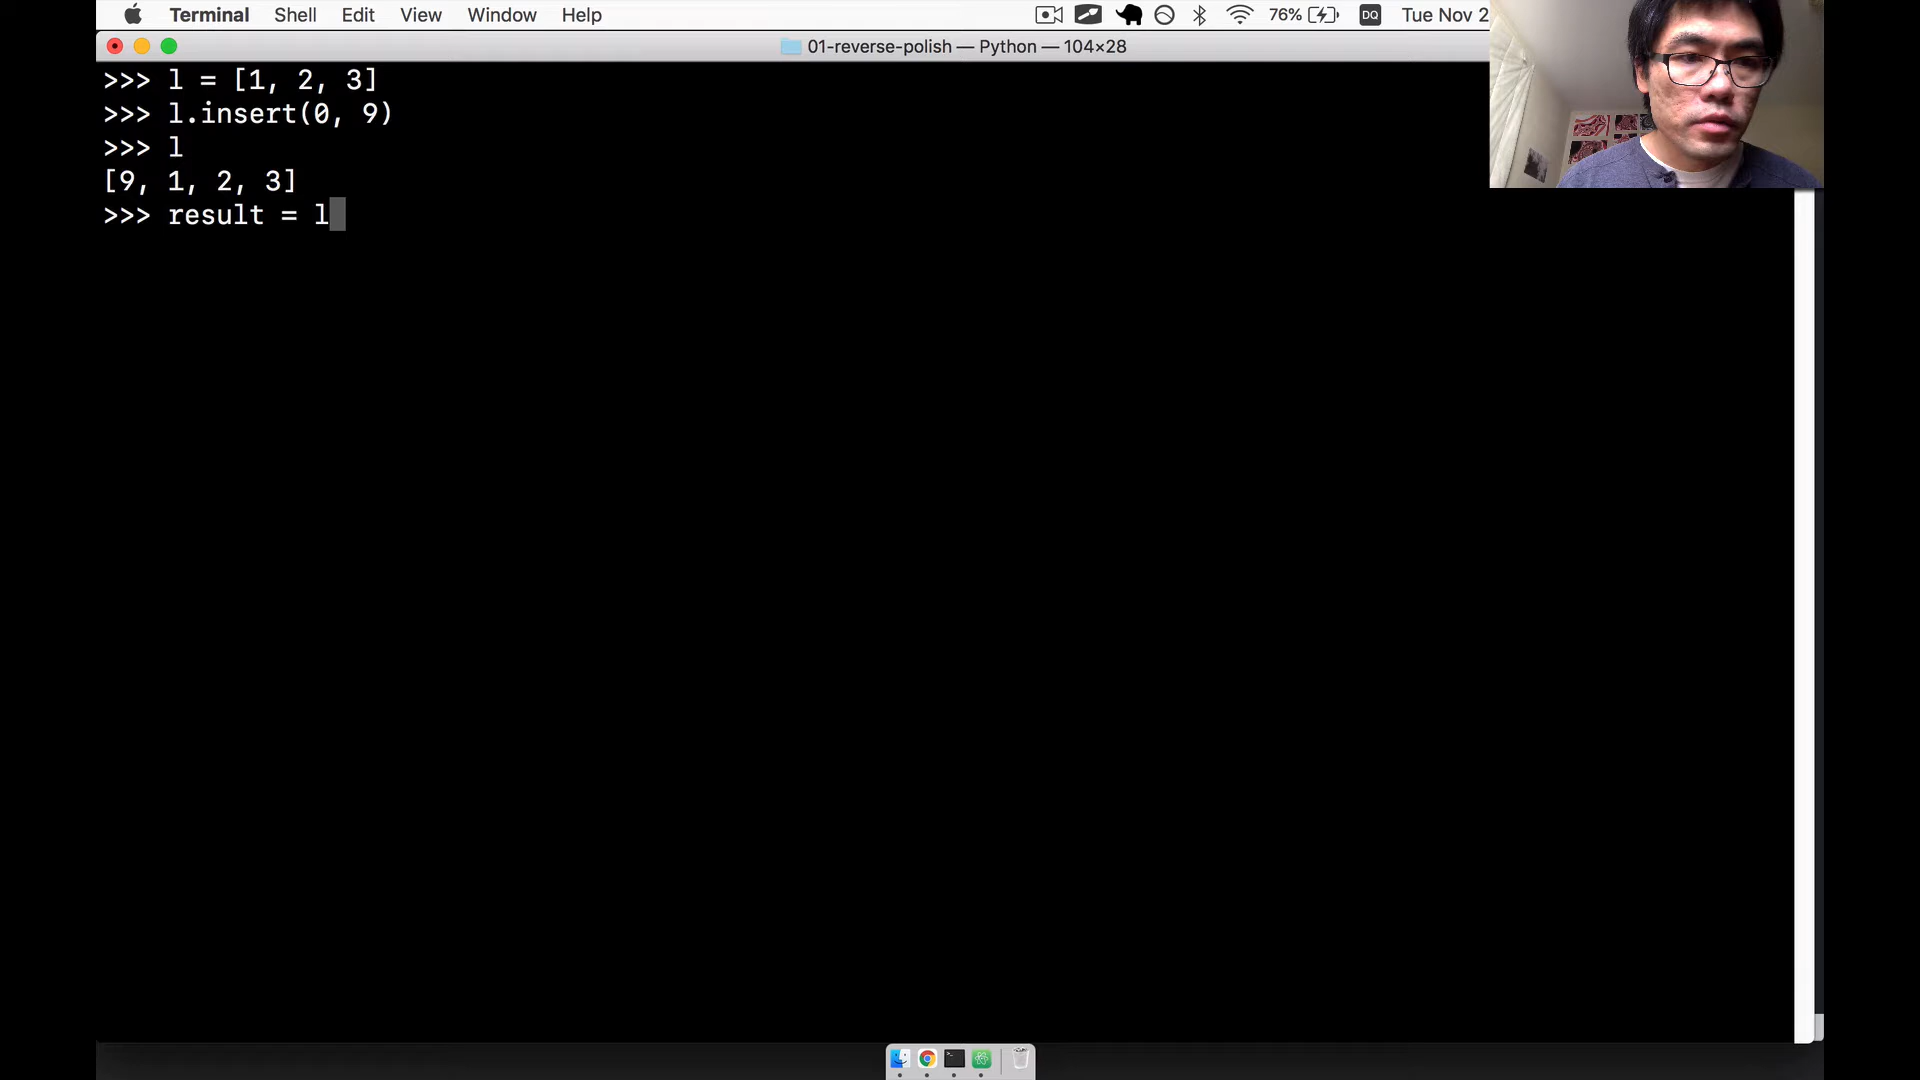 Terminal Shell Edit View Window Help 76% DQ Tue Nov 2
01-reverse-polish — Python — 104×28
>>> l = [1, 2, 3]
>>> l.insert(0, 9)
>>> l
[9, 1, 2, 3]
>>> result = l